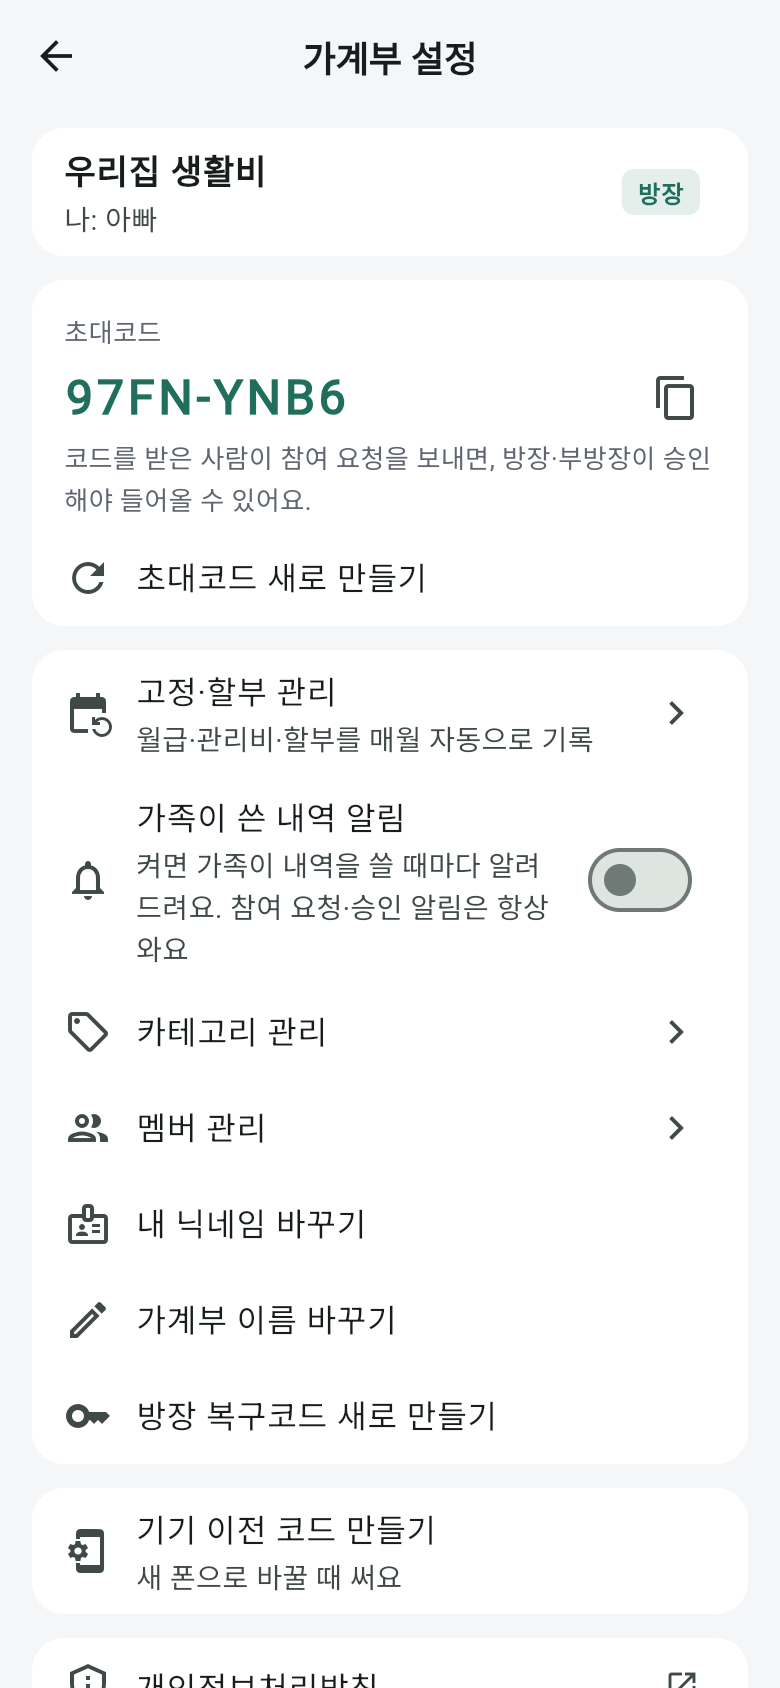 가계부 설정
우리집 생활비
나: 아빠
방장
초대코드
97FN-YNB6
코드를 받은 사람이 참여 요청을 보내면, 방장·부방장이 승인
해야 들어올 수 있어요.
초대코드 새로 만들기
고정·할부 관리
월급·관리비·할부를 매월 자동으로 기록
가족이 쓴 내역 알림
켜면 가족이 내역을 쓸 때마다 알려
드려요. 참여 요청·승인 알림은 항상
와요
카테고리 관리
멤버 관리
내 닉네임 바꾸기
가계부 이름 바꾸기
방장 복구코드 새로 만들기
기기 이전 코드 만들기
새 폰으로 바꿀 때 써요
개인정보처리방침